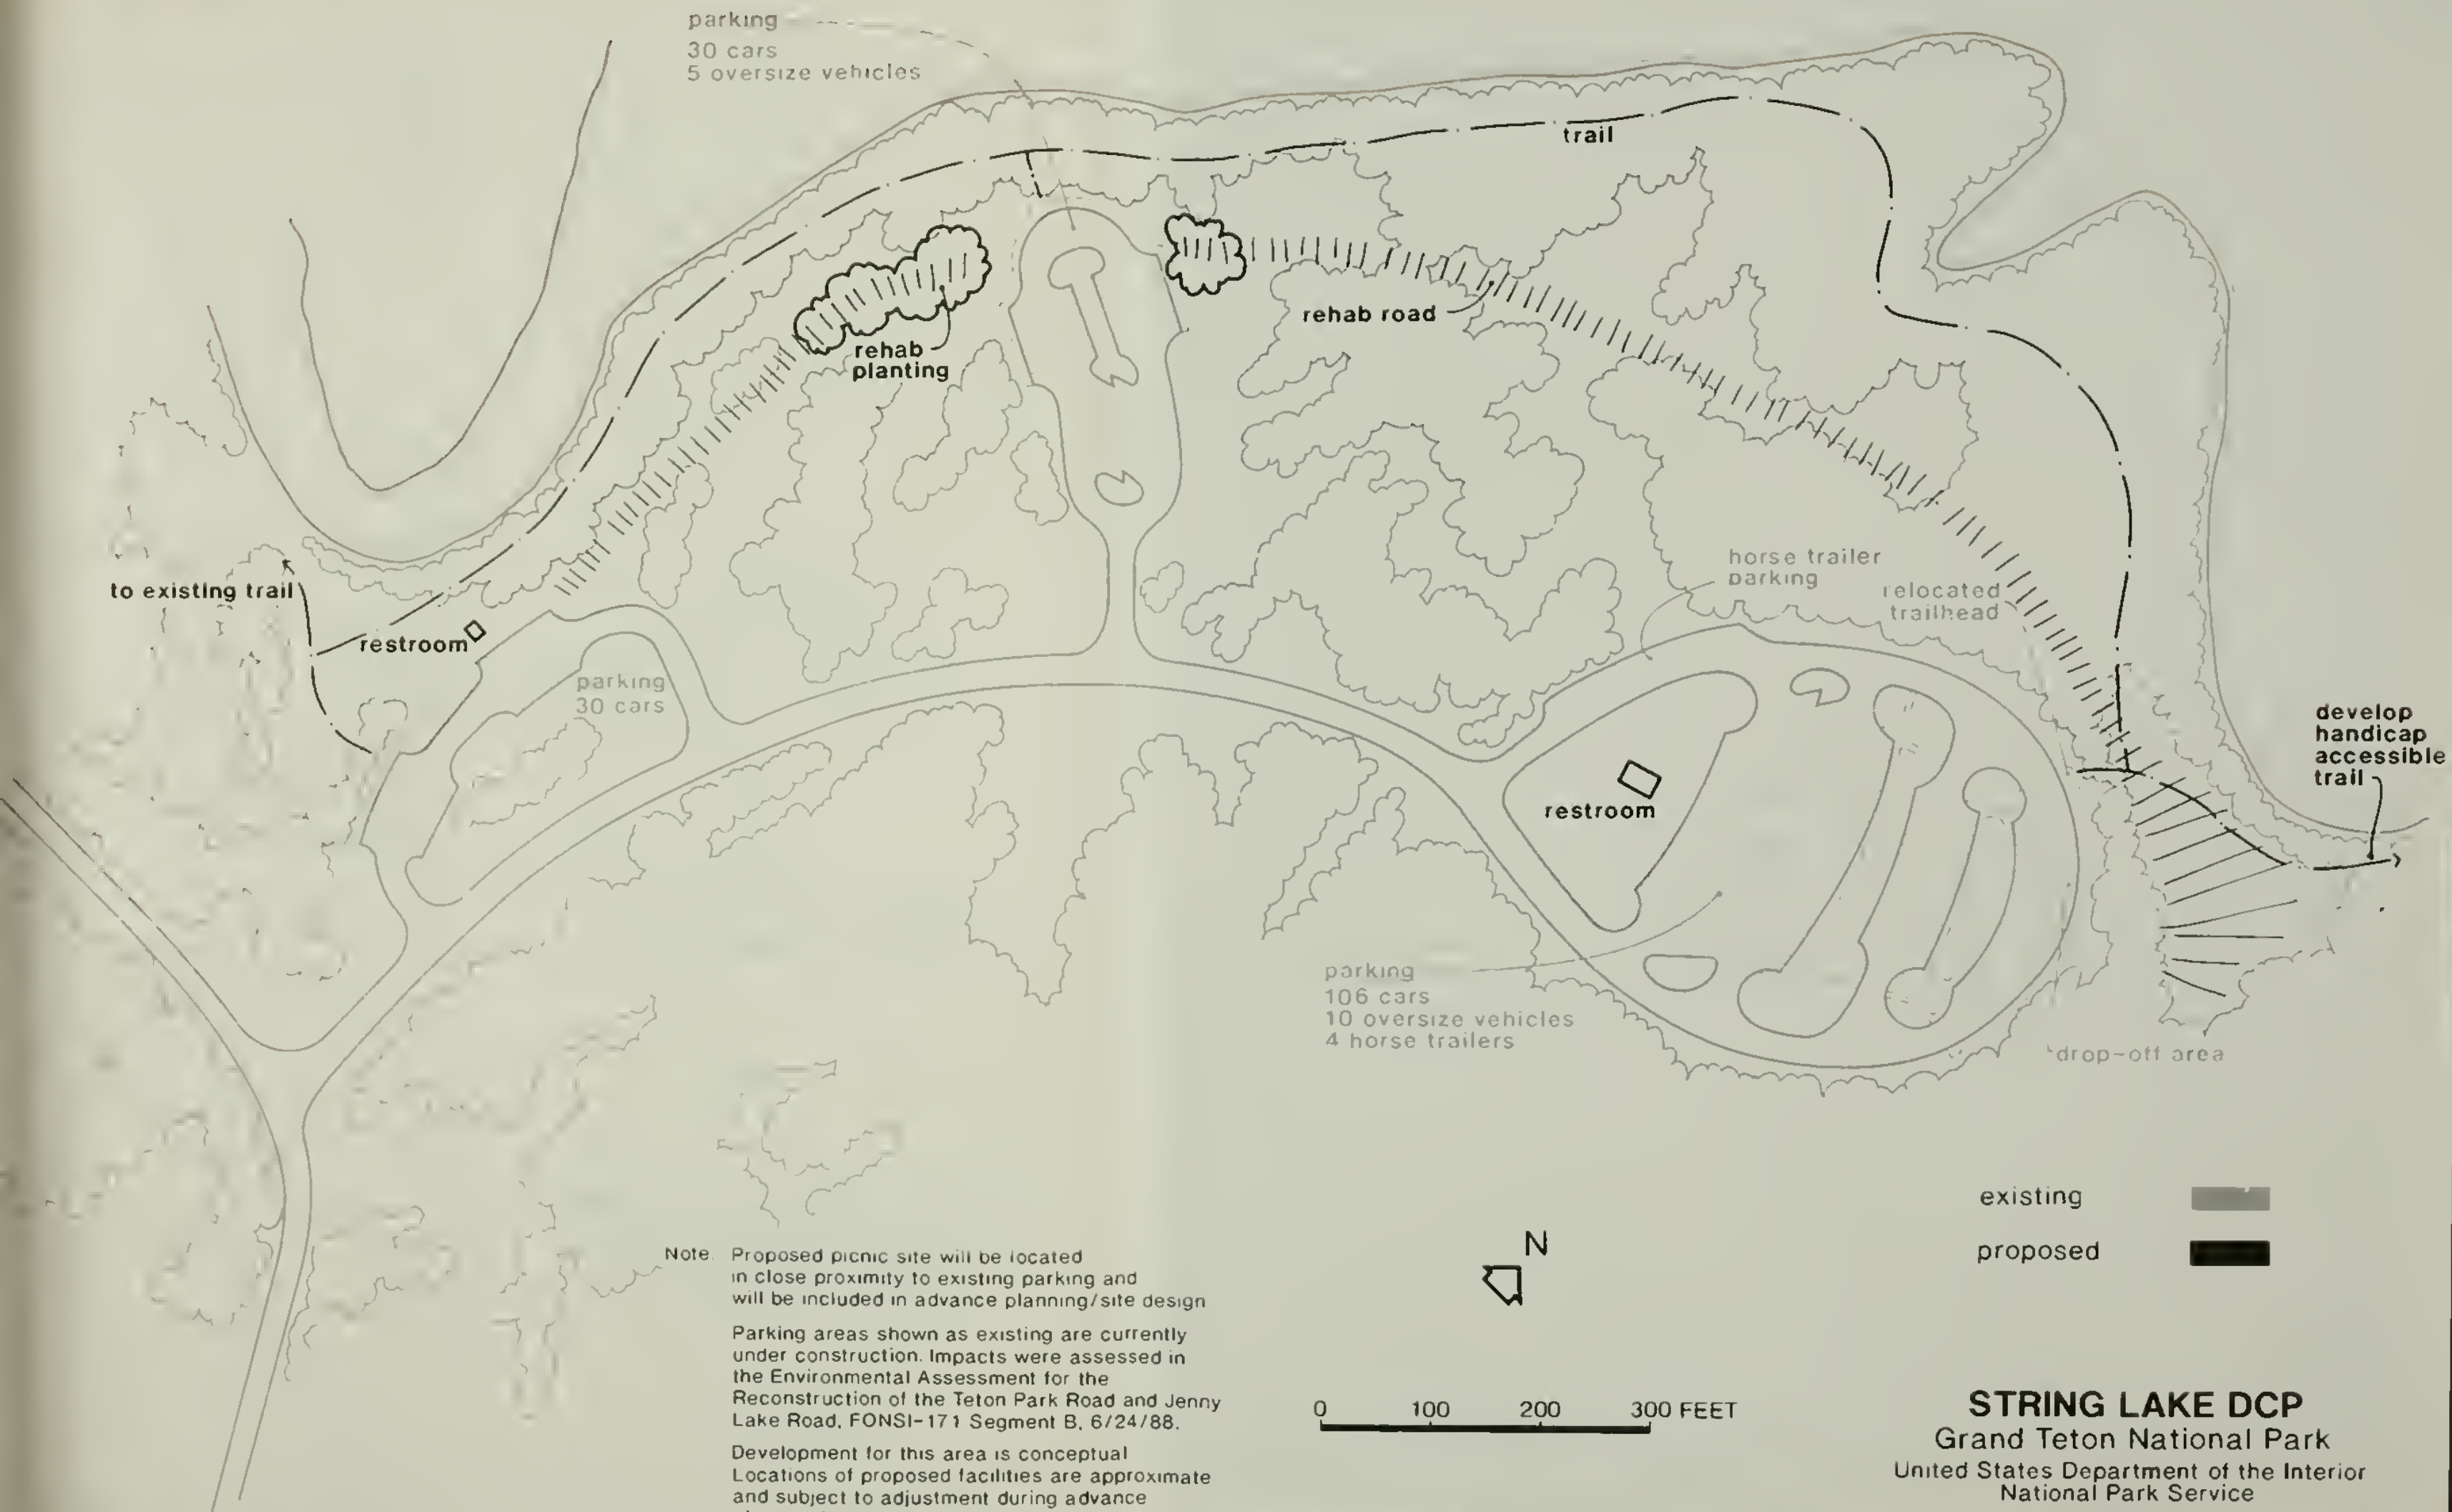 parking
30 cars
5 oversize vehicles
trail
rehab road
rehab
planting
to existing trail
restroom
parking
30 cars
horse trailer
parking
relocated
trailhead
develop
handicap
accessible
trail
restroom
parking
106 cars
10 oversize vehicles
4 horse trailers
drop-off area
existing
proposed
N
Note: Proposed picnic site will be located
in close proximity to existing parking and
will be included in advance planning/site design
Parking areas shown as existing are currently
under construction. Impacts were assessed in
the Environmental Assessment for the
Reconstruction of the Teton Park Road and Jenny
Lake Road, FONSI-171 Segment B, 6/24/88.
Development for this area is conceptual
Locations of proposed facilities are approximate
and subject to adjustment during advance
0 100 200 300 FEET
STRING LAKE DCP
Grand Teton National Park
United States Department of the Interior
National Park Service